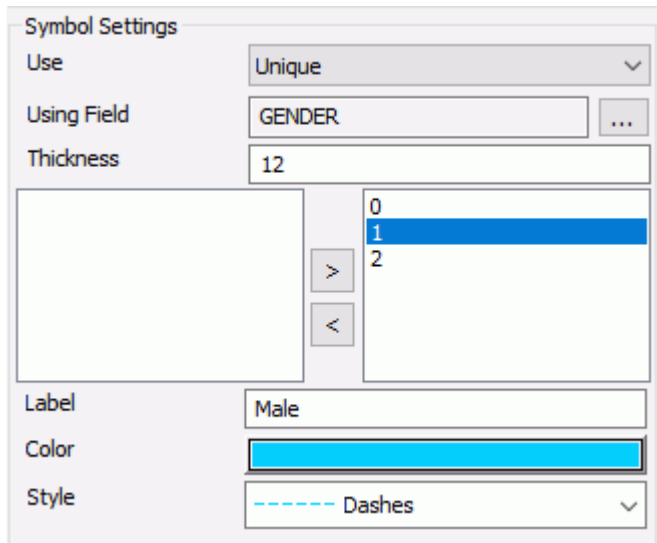 Symbol Settings
Use Unique
Using Field GENDER ...
Thickness 12
0
1
2
>
<
Label Male
Color
Style Dashes